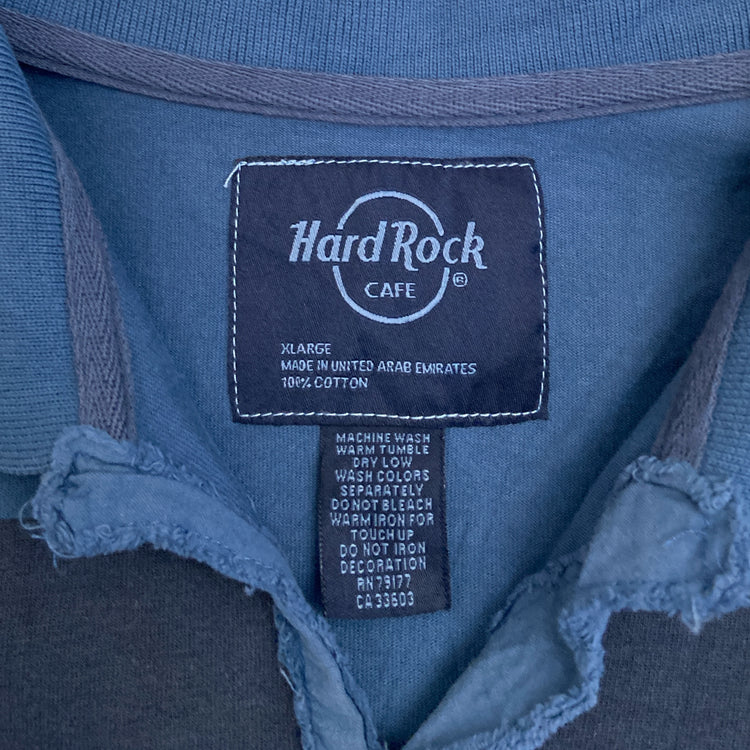 Hard Rock
CAFE ®
XLARGE
MADE IN UNITED ARAB EMIRATES
100% COTTON
MACHINE WASH
WARM TUMBLE
DRY LOW
WASH COLORS
SEPARATELY
DO NOT BLEACH
WARM IRON FOR
TOUCH UP
DO NOT IRON
DECORATION
RN 79177
CA 33603